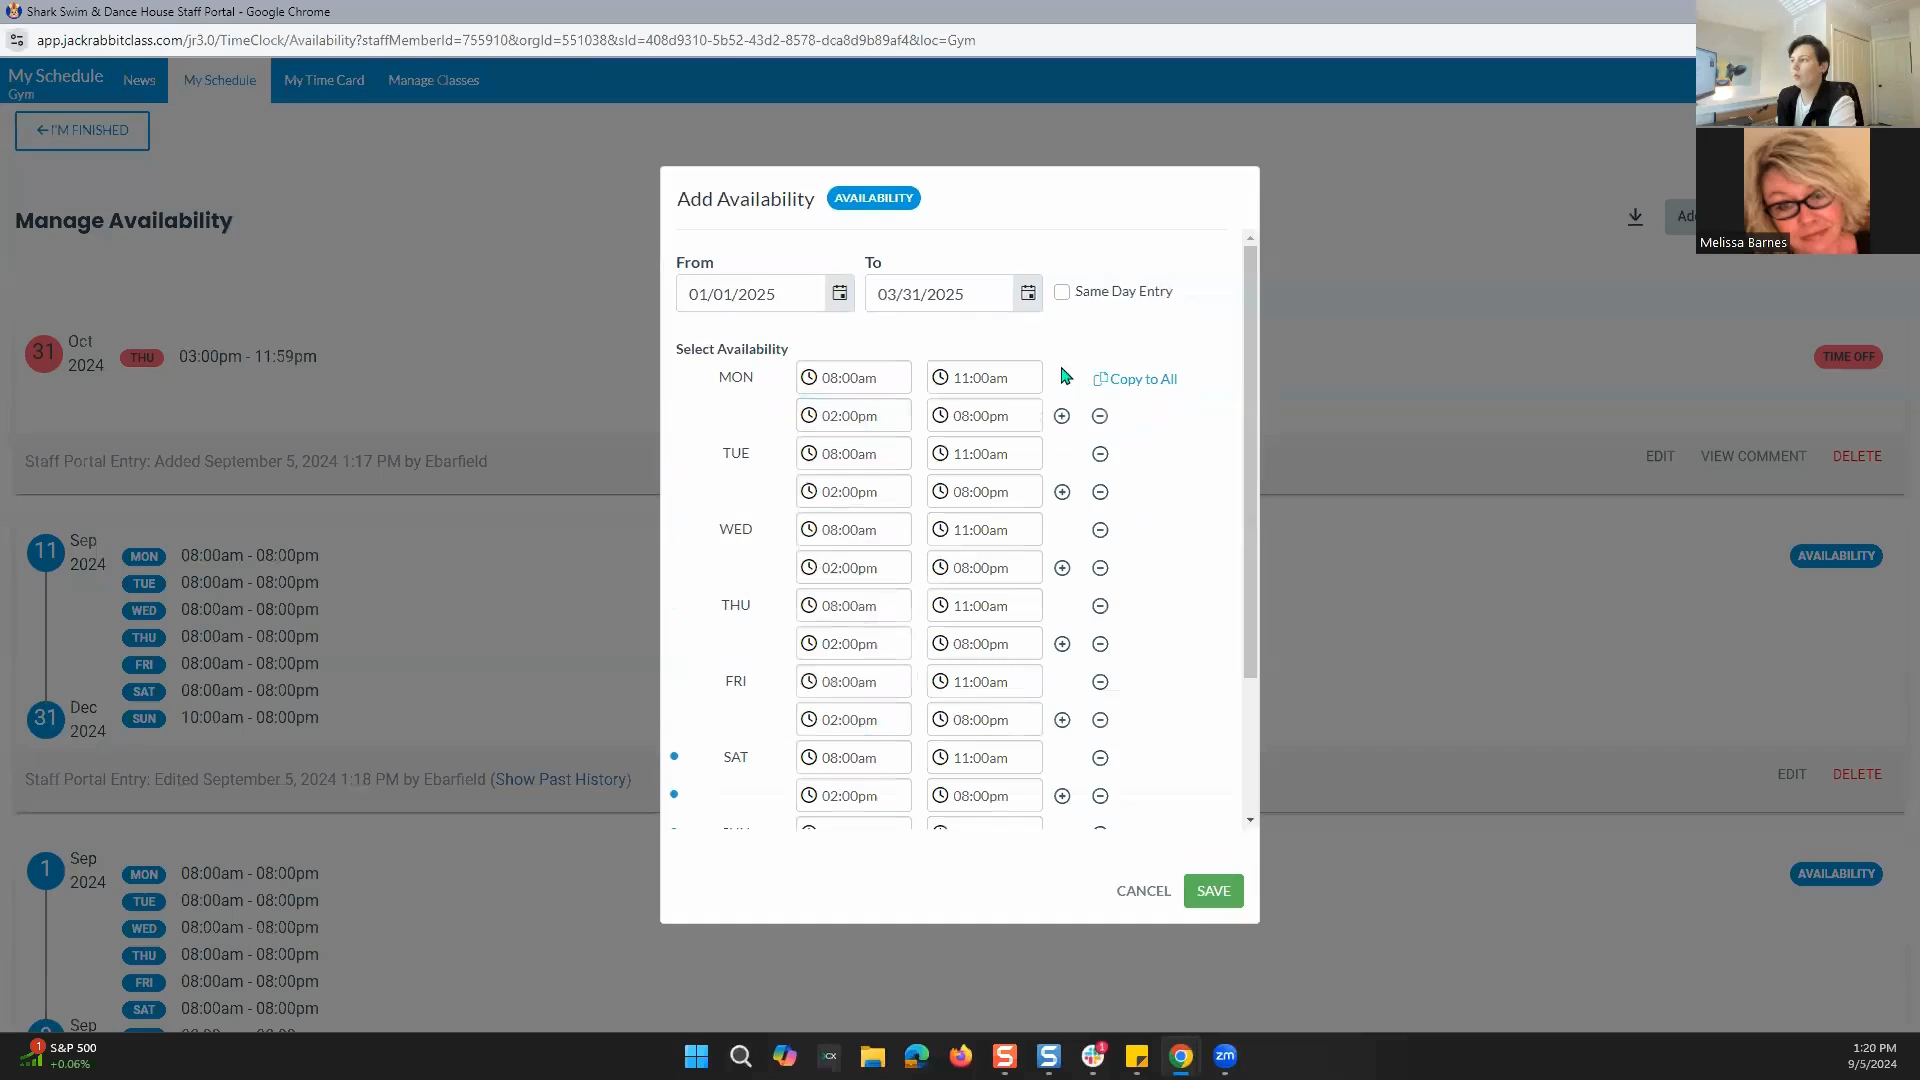 Shark Swim & Dance House Staff Portal - Google Chrome
app.jackrabbitclass.com/jr3.0/TimeClock/Availability?staffMemberId=755910&orgId=551038&sId=408d9310-5b52-43d2-8578-dca8d9b89af4&loc=Gym
My Schedule
Gym
News
My Schedule
My Time Card
Manage Classes
I'M FINISHED
Manage Availability
Melissa Barnes
31
Oct
2024
THU
03:00pm - 11:59pm
TIME OFF
Staff Portal Entry: Added September 5, 2024 1:17 PM by Ebarfield
EDIT
VIEW COMMENT
DELETE
11
Sep
2024
MON 08:00am - 08:00pm
TUE 08:00am - 08:00pm
WED 08:00am - 08:00pm
THU 08:00am - 08:00pm
FRI 08:00am - 08:00pm
SAT 08:00am - 08:00pm
SUN 10:00am - 08:00pm
31
Dec
2024
AVAILABILITY
Staff Portal Entry: Edited September 5, 2024 1:18 PM by Ebarfield (Show Past History)
EDIT
DELETE
1
Sep
2024
MON 08:00am - 08:00pm
TUE 08:00am - 08:00pm
WED 08:00am - 08:00pm
THU 08:00am - 08:00pm
FRI 08:00am - 08:00pm
SAT 08:00am - 08:00pm
Sep
AVAILABILITY
Add Availability AVAILABILITY
From
To
01/01/2025
03/31/2025
Same Day Entry
Select Availability
MON 08:00am 11:00am Copy to All
02:00pm 08:00pm
TUE 08:00am 11:00am
02:00pm 08:00pm
WED 08:00am 11:00am
02:00pm 08:00pm
THU 08:00am 11:00am
02:00pm 08:00pm
FRI 08:00am 11:00am
02:00pm 08:00pm
SAT 08:00am 11:00am
02:00pm 08:00pm
CANCEL
SAVE
1
S&P 500
+0.06%
CX
S
S
1
zm
1:20 PM
9/5/2024